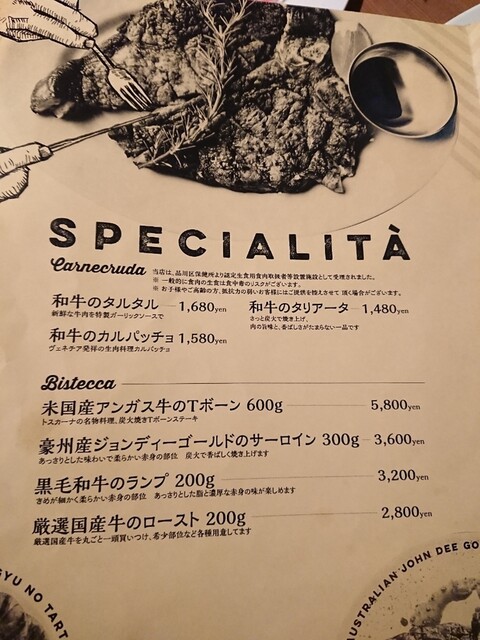 SPECIALITÀ
Carnecruda
当店は、品川区保健所より認定生食用食肉取扱者等設置施設として受理されました。
※ 一般的に食肉の生食は食中毒のリスクがございます。
※ お子様やご高齢の方、抵抗力の弱いお客様にはご提供を控えさせて 頂く場合がございます。
和牛のタルタル 1,680yen
新鮮な牛肉を特製ガーリックソースで
和牛のタリアータ 1,480yen
さっと炭火で焼き上げ、
肉の旨味と、香ばしさがたまらない一品です
和牛のカルパッチョ 1,580yen
ヴェネチア発祥の生肉料理カルパッチョ
Bistecca
米国産アンガス牛のTボーン 600g 5,800yen
トスカーナの名物料理。炭火焼きTボーンステーキ
豪州産ジョンディーゴールドのサーロイン 300g 3,600yen
あっさりとした味わいで柔らかい赤身の部位 炭火で香ばしく焼き上げます
黒毛和牛のランプ 200g 3,200yen
きめが細かく柔らかい赤身の部位 あっさりとした脂と濃厚な赤身の味が楽しめます
厳選国産牛のロースト 200g 2,800yen
厳選国産牛を丸ごと一頭買いつけ、希少部位など各種用意してます
GYU NO TART
AUSTRALIAN JOHN DEE GO